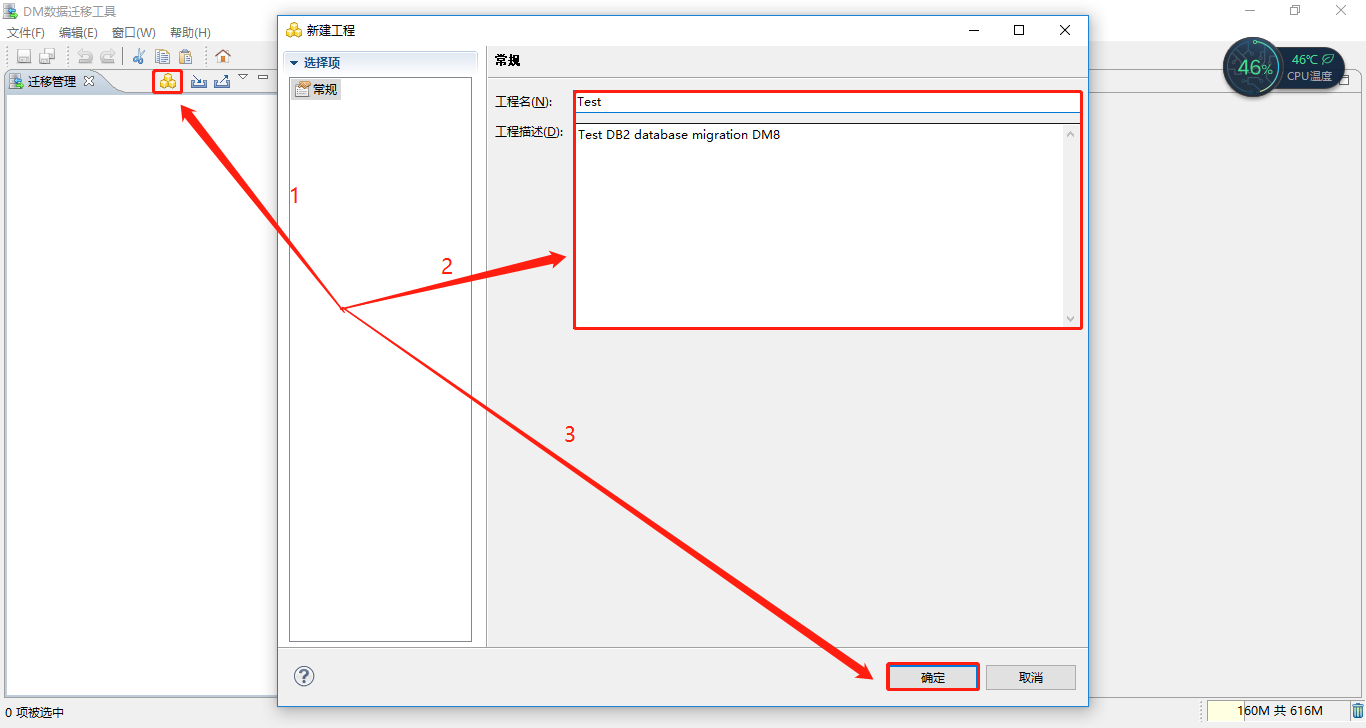 DM数据迁移工具
文件(F) 编辑(E) 窗口(W) 帮助(H)
迁移管理
新建工程
选择项
常规
常规
工程名(N):
Test
工程描述(D):
Test DB2 database migration DM8
1
2
3
46%
46℃
CPU温度
?
确定
取消
0 项被选中
160M 共 616M